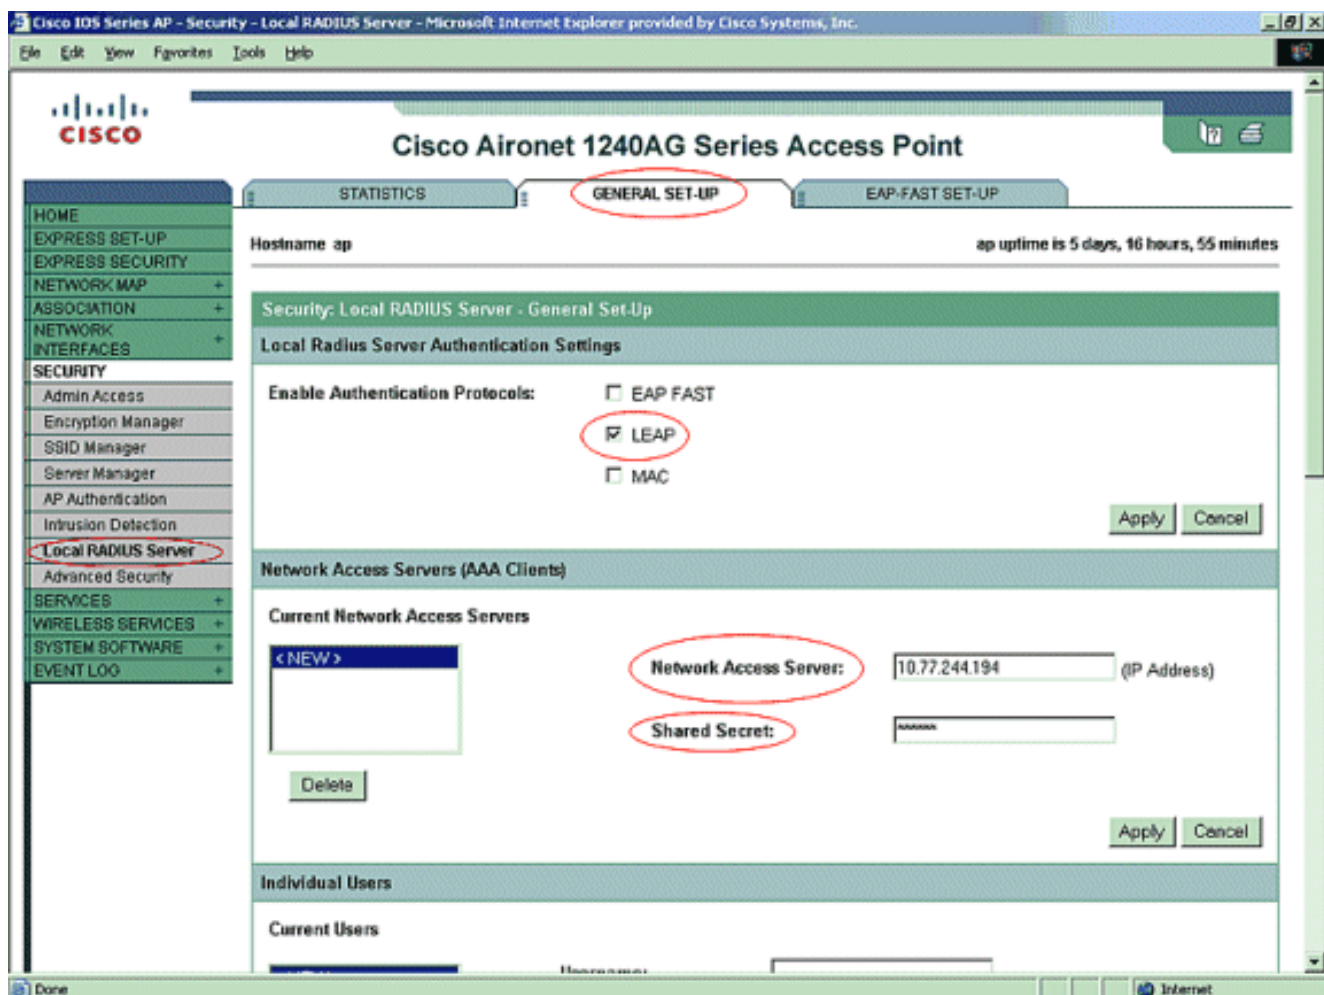 Cisco IOS Series AP - Security - Local RADIUS Server - Microsoft Internet Explorer provided by Cisco Systems, Inc.
File Edit View Favorites Tools Help
CISCO
Cisco Aironet 1240AG Series Access Point
STATISTICS GENERAL SET-UP EAP-FAST SET-UP
HOME
EXPRESS SET-UP
EXPRESS SECURITY
NETWORK MAP +
ASSOCIATION +
NETWORK
INTERFACES +
SECURITY
Admin Access
Encryption Manager
SSID Manager
Server Manager
AP Authentication
Intrusion Detection
Local RADIUS Server
Advanced Security
SERVICES +
WIRELESS SERVICES +
SYSTEM SOFTWARE +
EVENT LOG +
Hostname ap ap uptime is 5 days, 16 hours, 55 minutes
Security: Local RADIUS Server - General Set-Up
Local Radius Server Authentication Settings
Enable Authentication Protocols: EAP FAST
LEAP
MAC
Apply Cancel
Network Access Servers (AAA Clients)
Current Network Access Servers
< NEW >
Network Access Server: 10.77.244.194 (IP Address)
Shared Secret: ******
Delete
Apply Cancel
Individual Users
Current Users
Username:
Done Internet